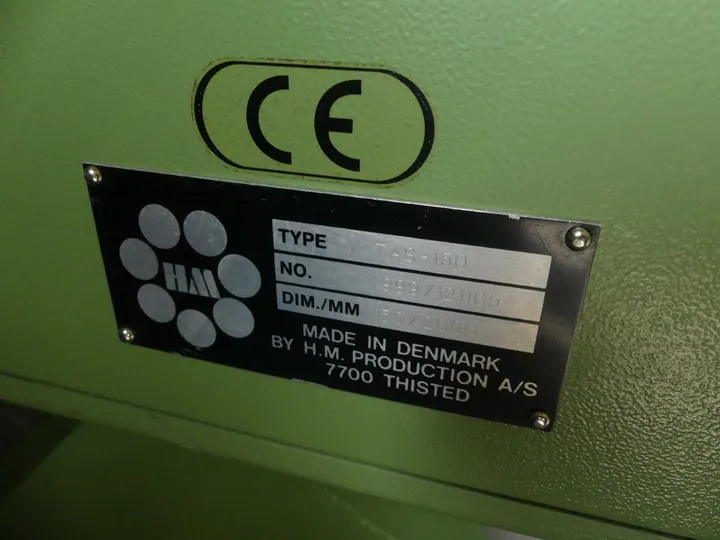 CE
HM
TYPE
NO.
DIM./MM
MADE IN DENMARK
BY H.M. PRODUCTION A/S
7700 THISTED